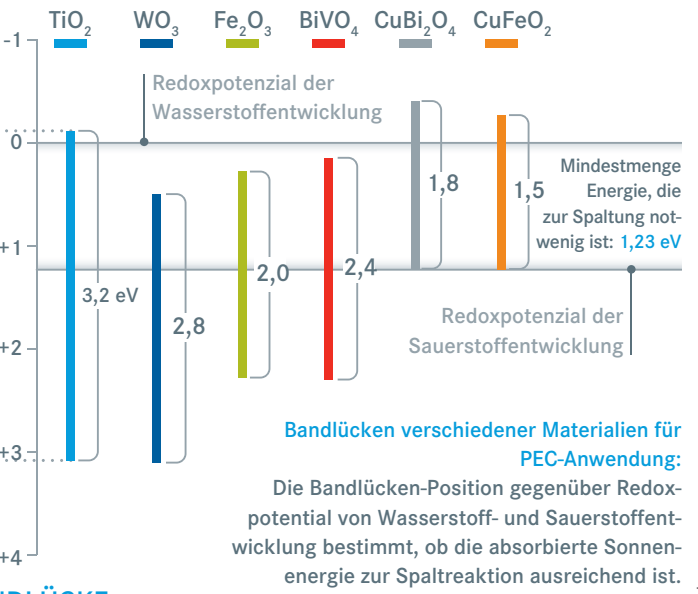 TiO2 WO3 Fe2O3 BiVO4 CuBi2O4 CuFeO2
-1
Redoxpotenzial der
Wasserstoffentwicklung
0
Mindestmenge
Energie, die
zur Spaltung not-
wenig ist: 1,23 eV
1,8
1,5
+1
2,0
2,4
3,2 eV
2,8
Redoxpotenzial der
Sauerstoffentwicklung
+2
+3
+4
Bandlücken verschiedener Materialien für
PEC-Anwendung:
Die Bandlücken-Position gegenüber Redox-
potential von Wasserstoff- und Sauerstoffent-
wicklung bestimmt, ob die absorbierte Sonnen-
energie zur Spaltreaktion ausreichend ist.